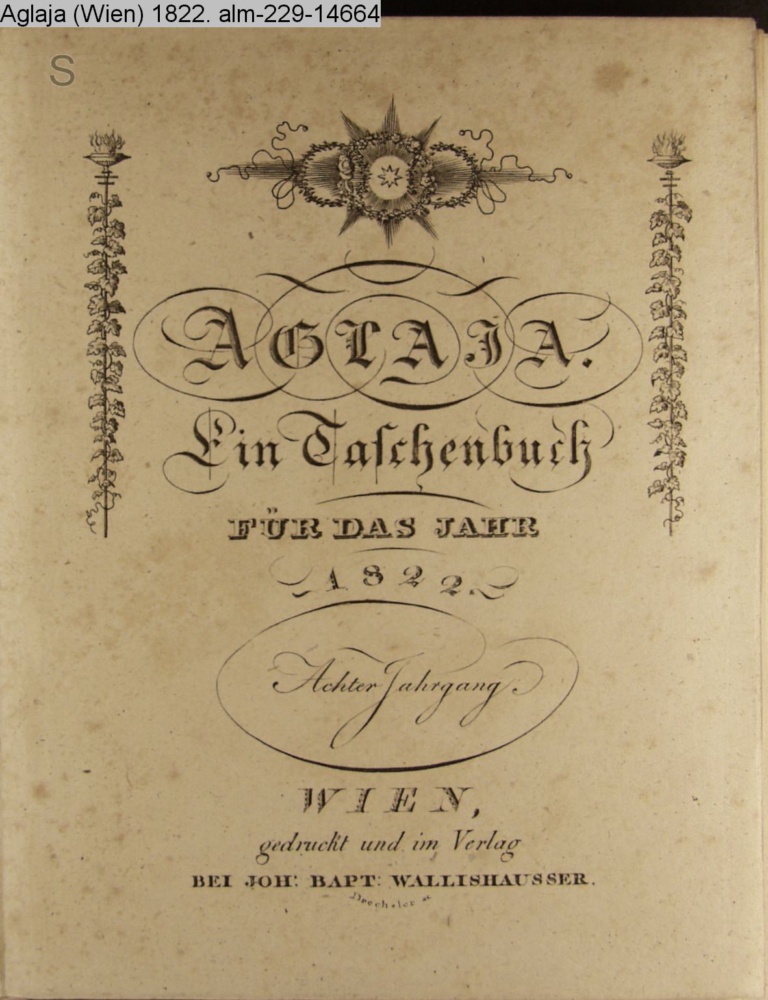 Aglaja (Wien) 1822. alm-229-14664
S
AGLAJA.
Ein Taſchenbuch
FÜR DAS JAHR
1822.
Achter Jahrgang.
WIEN,
gedruckt und im Verlag
BEI JOH: BAPT: WALLISHAUSSER.